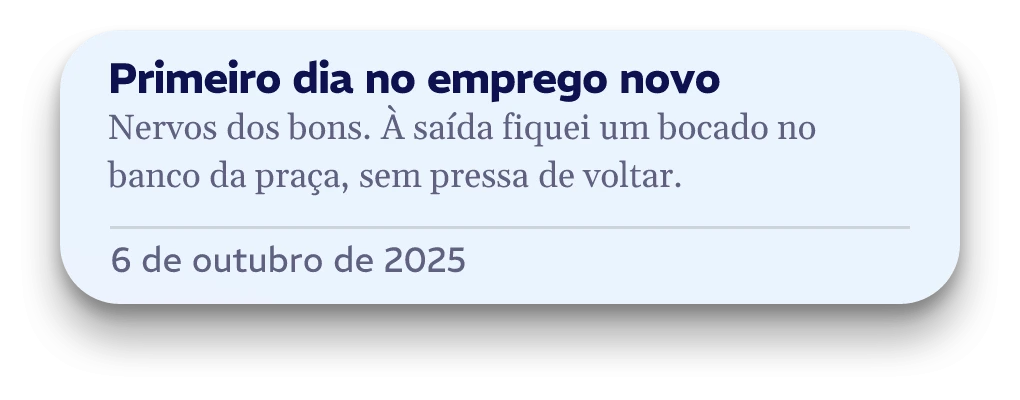 Primeiro dia no emprego novo
Nervos dos bons. À saída fiquei um bocado no
banco da praça, sem pressa de voltar.
6 de outubro de 2025